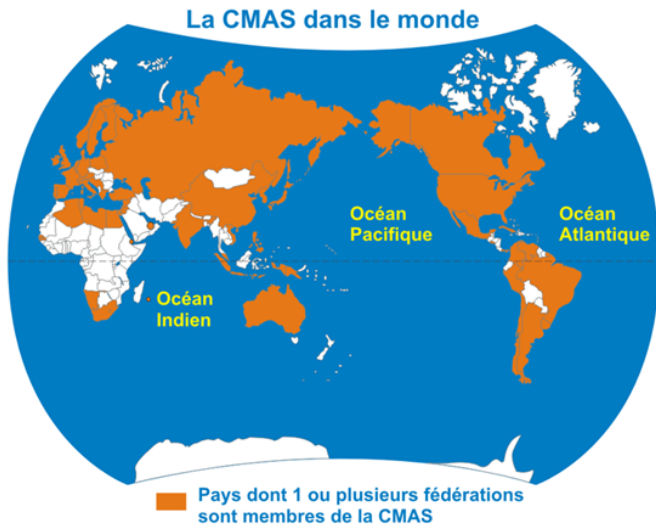 La CMAS dans le monde
Océan
Pacifique
Océan
Atlantique
Océan
Indien
Pays dont 1 ou plusieurs fédérations
sont membres de la CMAS